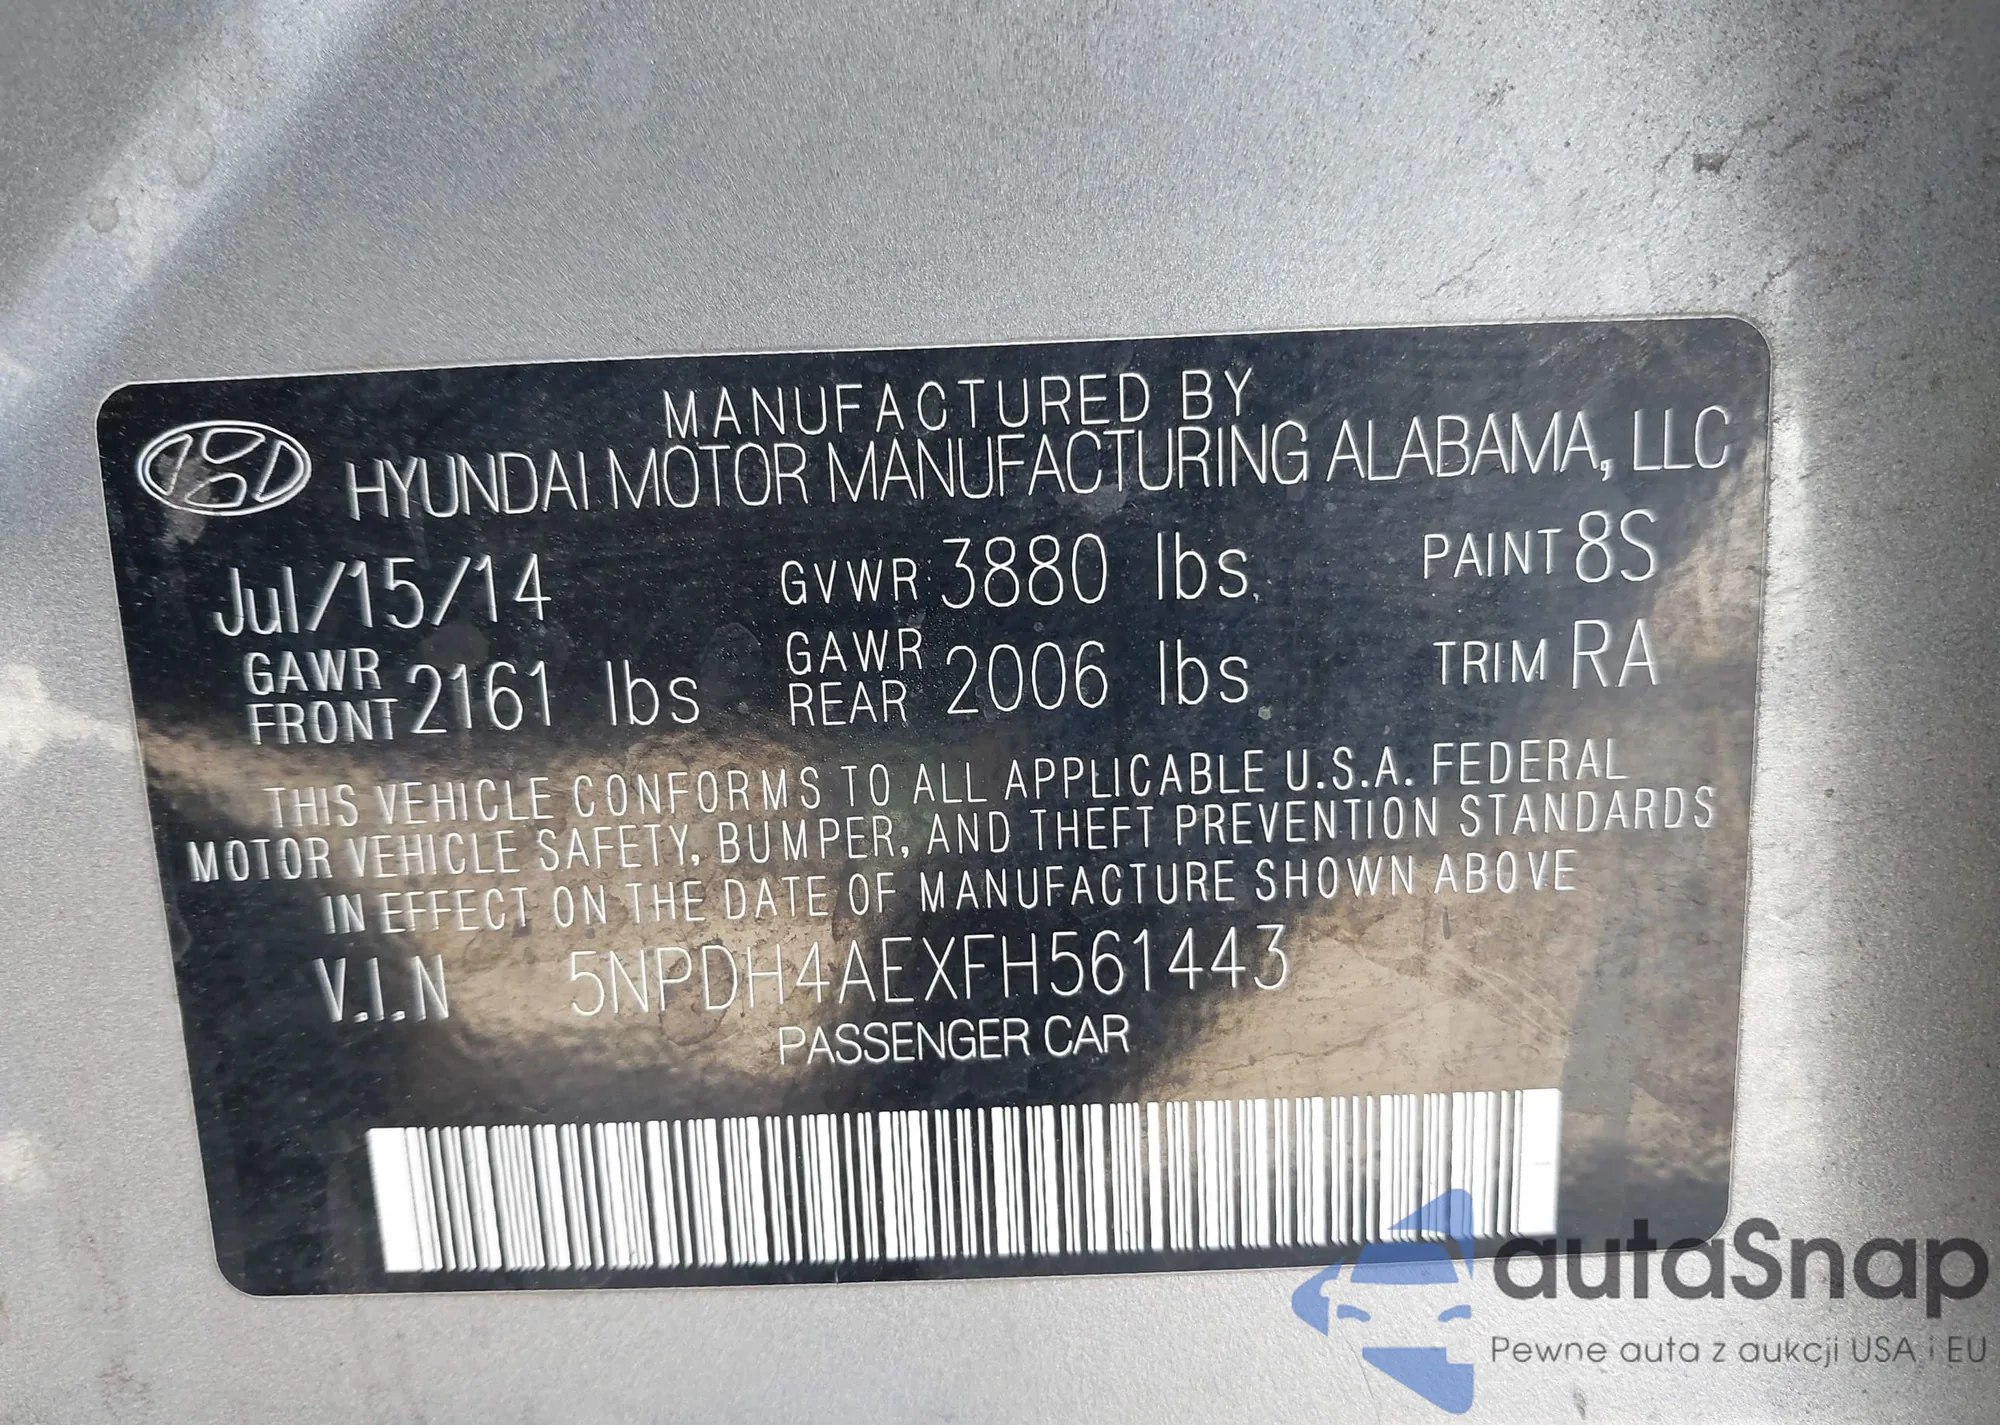 MANUFACTURED BY
HYUNDAI MOTOR MANUFACTURING ALABAMA, LLC
Jul/15/14 GVWR: 3880 lbs. PAINT 8S
GAWR FRONT 2161 lbs GAWR REAR 2006 lbs TRIM RA
THIS VEHICLE CONFORMS TO ALL APPLICABLE U.S.A. FEDERAL
MOTOR VEHICLE SAFETY, BUMPER, AND THEFT PREVENTION STANDARDS
IN EFFECT ON THE DATE OF MANUFACTURE SHOWN ABOVE
V.I.N 5NPDH4AEXFH561443
PASSENGER CAR
autaSnap
Pewne auta z aukcji USA i EU